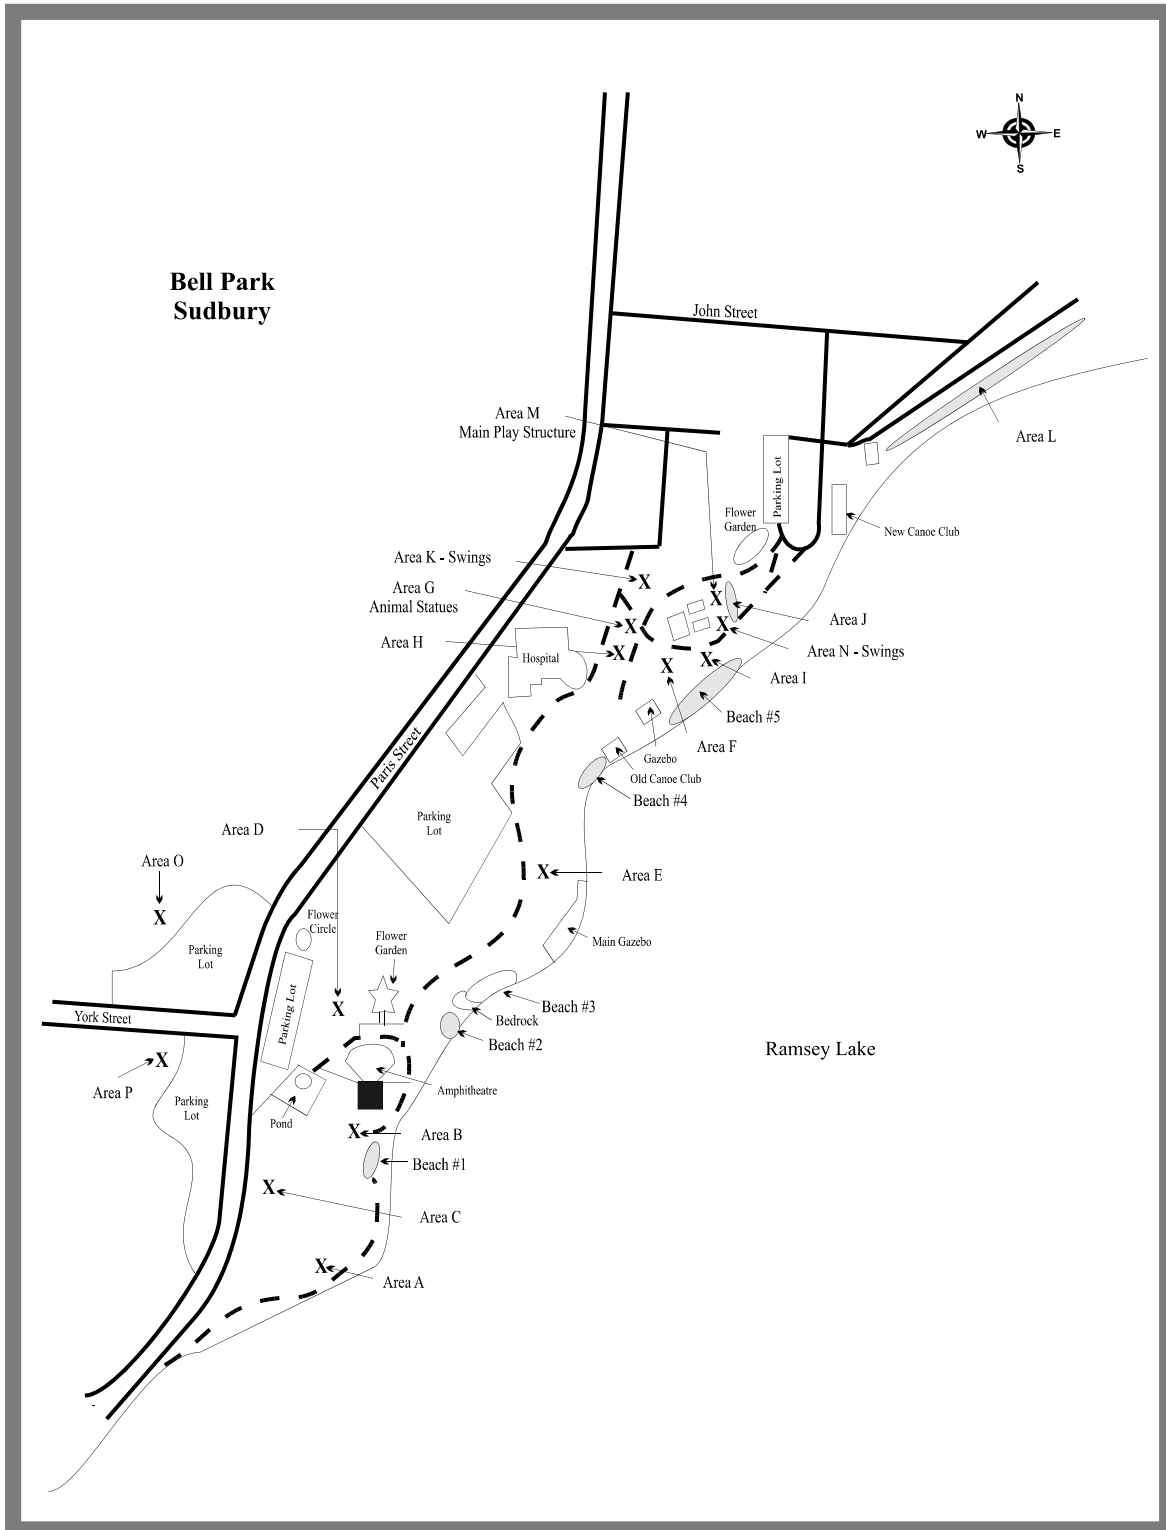 N
W E
S
Bell Park
Sudbury
John Street
Area M
Main Play Structure
Area L
Parking Lot
Flower
Garden
New Canoe Club
Area K - Swings
X
Area G
Animal Statues
X
Area J
X
X
Area H
Hospital
X
Area N - Swings
X
X
Area I
Beach #5
Area F
Gazebo
Old Canoe Club
Beach #4
Paris Street
Parking
Lot
Area D
Area O
X
X
Area E
Flower
Circle
Flower
Garden
Main Gazebo
Parking
Lot
Parking Lot
X
Beach #3
Bedrock
Beach #2
York Street
Ramsey Lake
X
Area P
Parking
Lot
Pond
Amphitheatre
X
Area B
Beach #1
X
Area C
X
Area A